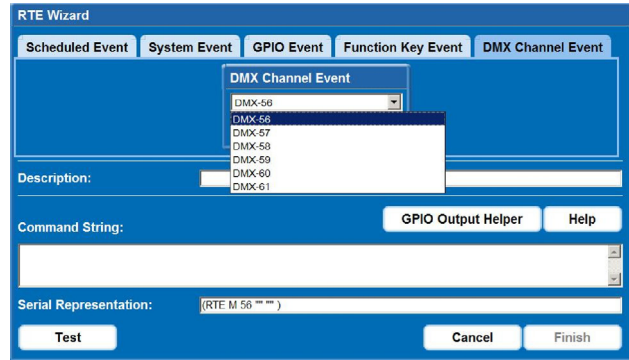 RTE Wizard
Scheduled Event System Event GPIO Event Function Key Event DMX Channel Event
DMX Channel Event
DMX-56
DMX-56
DMX-57
DMX-58
DMX-59
DMX-60
DMX-61
Description:
GPIO Output Helper Help
Command String:
Serial Representation: (RTE M 56 "" "" )
Test Cancel Finish